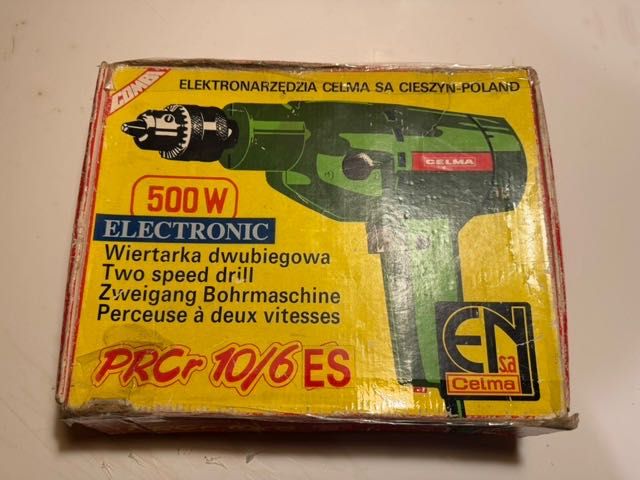 COMBI
ELEKTRONARZĘDZIA CELMA SA CIESZYN-POLAND
CELMA
500 W
ELECTRONIC
Wiertarka dwubiegowa
Two speed drill
Zweigang Bohrmaschine
Perceuse à deux vitesses
PRCr 10/6 ES
EN
s.a
Celma